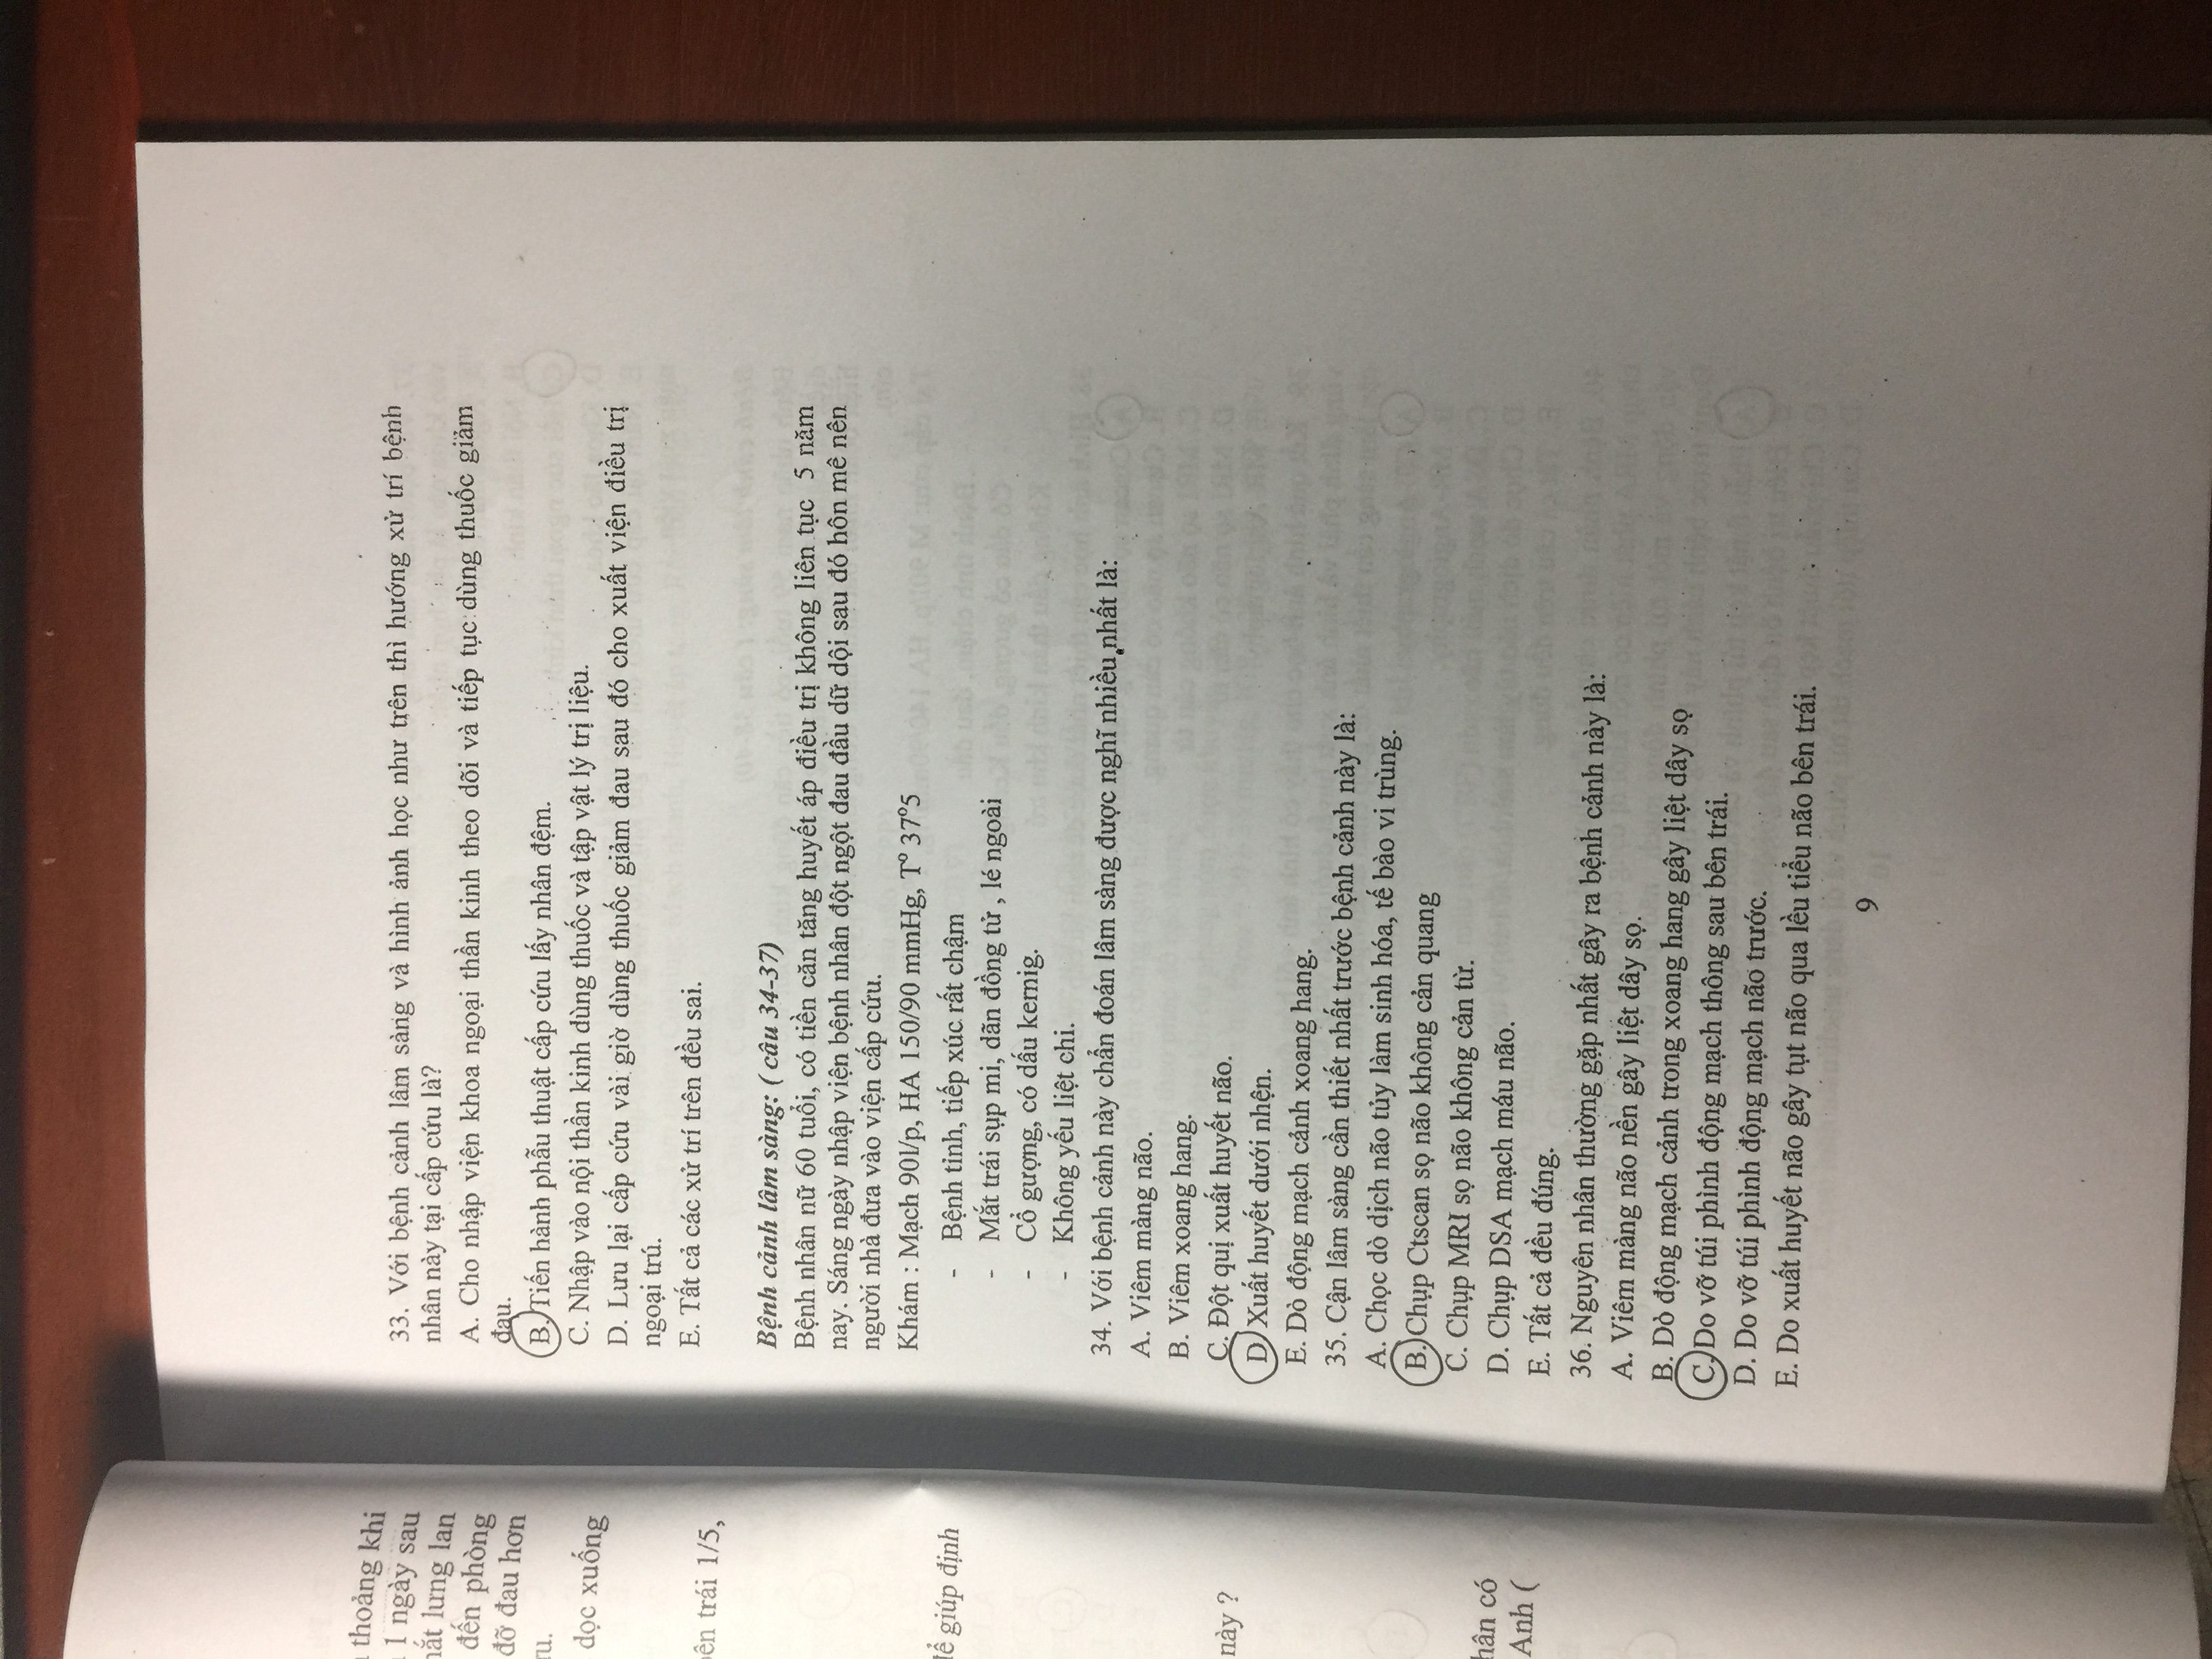 thoảng khi
1 ngày sau
lưng lan
đến phòng
đỡ đau hơn
dọc xuống
bên trái 1/5,
để giúp định
này ?
Anh (
33. Với bệnh cảnh lâm sàng và hình ảnh học như trên thì hướng xử trí bệnh
nhân này tại cấp cứu là?
A. Cho nhập viện khoa ngoại thần kinh theo dõi và tiếp tục dùng thuốc giảm
đau.
B. Tiến hành phẫu thuật cấp cứu lấy nhân đệm.
C. Nhập vào nội thần kinh dùng thuốc và tập vật lý trị liệu.
D. Lưu lại cấp cứu vài giờ dùng thuốc giảm đau sau đó cho xuất viện điều trị
ngoại trú.
E. Tất cả các xử trí trên đều sai.
Bệnh cảnh lâm sàng: ( câu 34-37)
Bệnh nhân nữ 60 tuổi, có tiền căn tăng huyết áp điều trị không liên tục 5 năm
nay. Sáng ngày nhập viện bệnh nhân đột ngột đau đầu dữ dội sau đó hôn mê nên
người nhà đưa vào viện cấp cứu.
Khám : Mạch 90l/p, HA 150/90 mmHg, Tº 37º5
- Bệnh tỉnh, tiếp xúc rất chậm
- Mắt trái sụp mi, dãn đồng tử , lé ngoài
- Cổ gượng, có dấu kernig.
- Không yếu liệt chi.
34. Với bệnh cảnh này chẩn đoán lâm sàng được nghĩ nhiều nhất là:
A. Viêm màng não.
B. Viêm xoang hang.
C. Đột quị xuất huyết não.
D. Xuất huyết dưới nhện.
E. Dò động mạch cảnh xoang hang.
35. Cận lâm sàng cần thiết nhất trước bệnh cảnh này là:
A. Chọc dò dịch não tủy làm sinh hóa, tế bào vi trùng.
B. Chụp Ctscan sọ não không cản quang
C. Chụp MRI sọ não không cản từ.
D. Chụp DSA mạch máu não.
E. Tất cả đều đúng.
36. Nguyên nhân thường gặp nhất gây ra bệnh cảnh này là:
A. Viêm màng não nền gây liệt dây sọ.
B. Dò động mạch cảnh trong xoang hang gây liệt dây sọ
C. Do vỡ túi phình động mạch thông sau bên trái.
D. Do vỡ túi phình động mạch não trước.
E. Do xuất huyết não gây tụt não qua lều tiểu não bên trái.
9